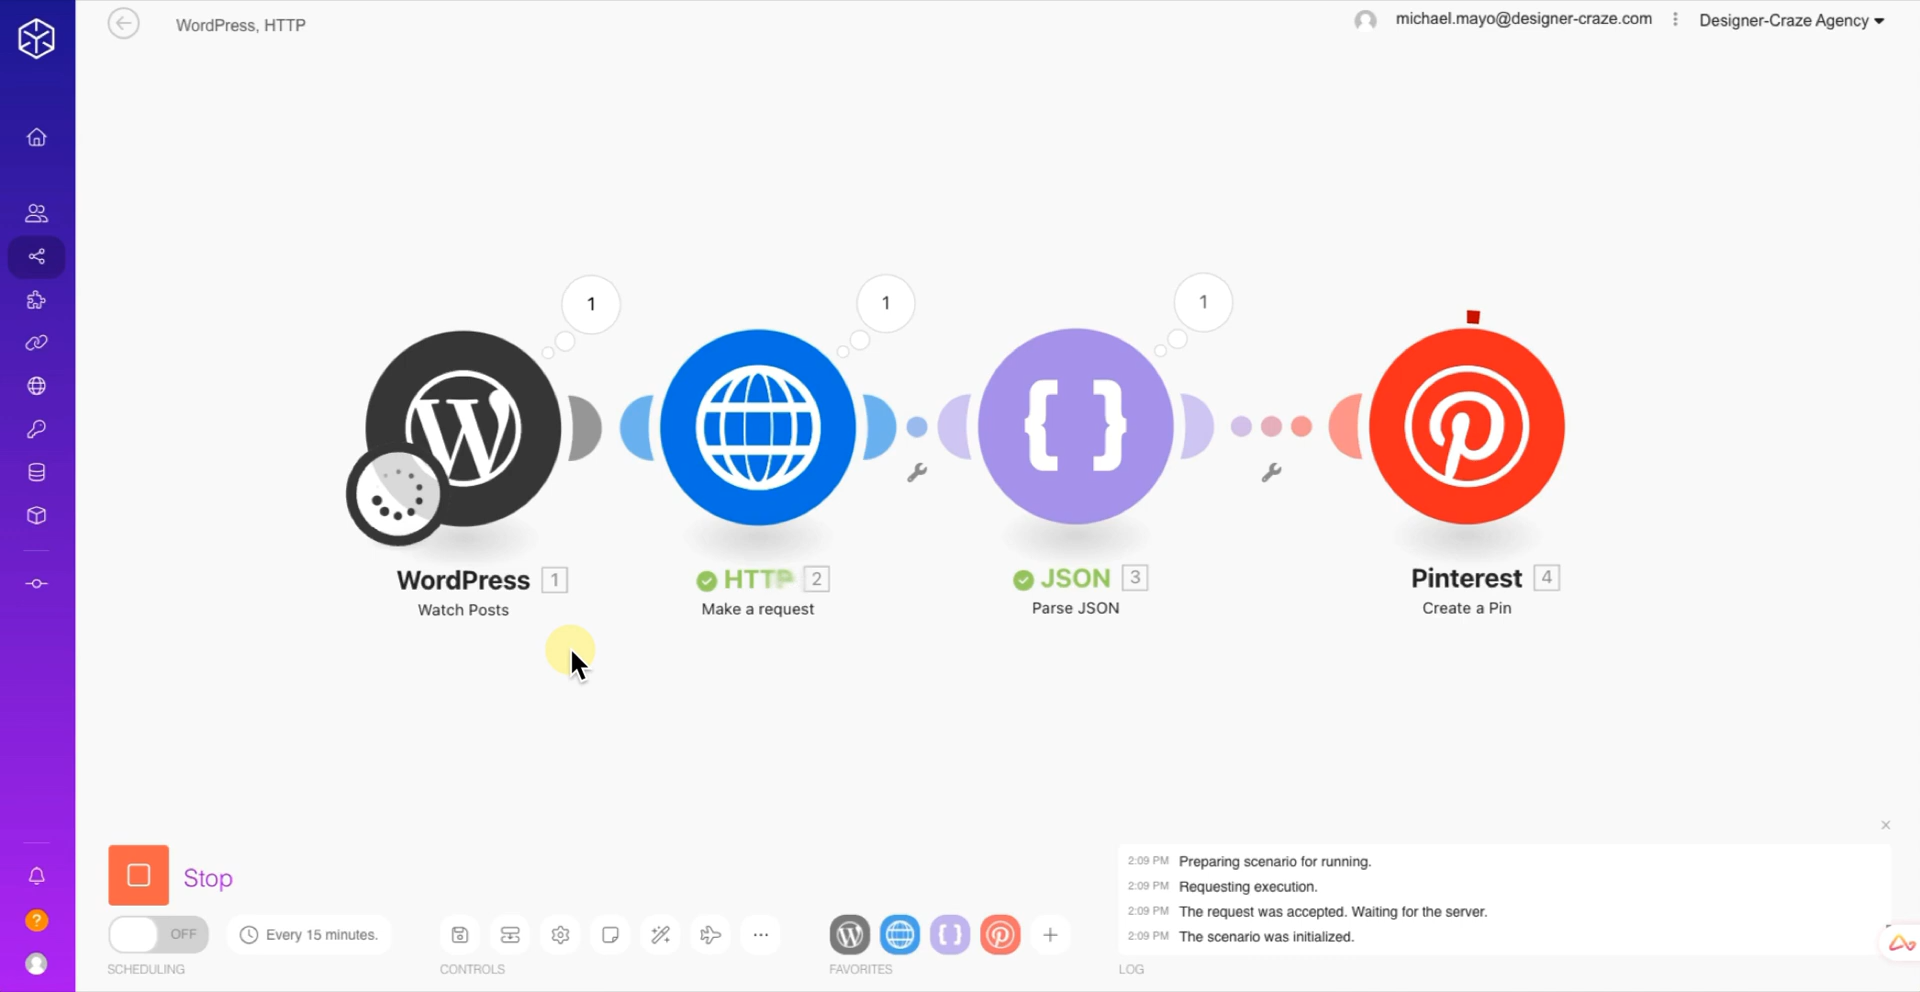 WordPress, HTTP
michael.mayo@designer-craze.com
Designer-Craze Agency
1
1
1
WordPress 1
Watch Posts
HTTP 2
Make a request
JSON 3
Parse JSON
Pinterest 4
Create a Pin
Stop
OFF
Every 15 minutes.
SCHEDULING
CONTROLS
FAVORITES
2:09 PM Preparing scenario for running.
2:09 PM Requesting execution.
2:09 PM The request was accepted. Waiting for the server.
2:09 PM The scenario was initialized.
LOG